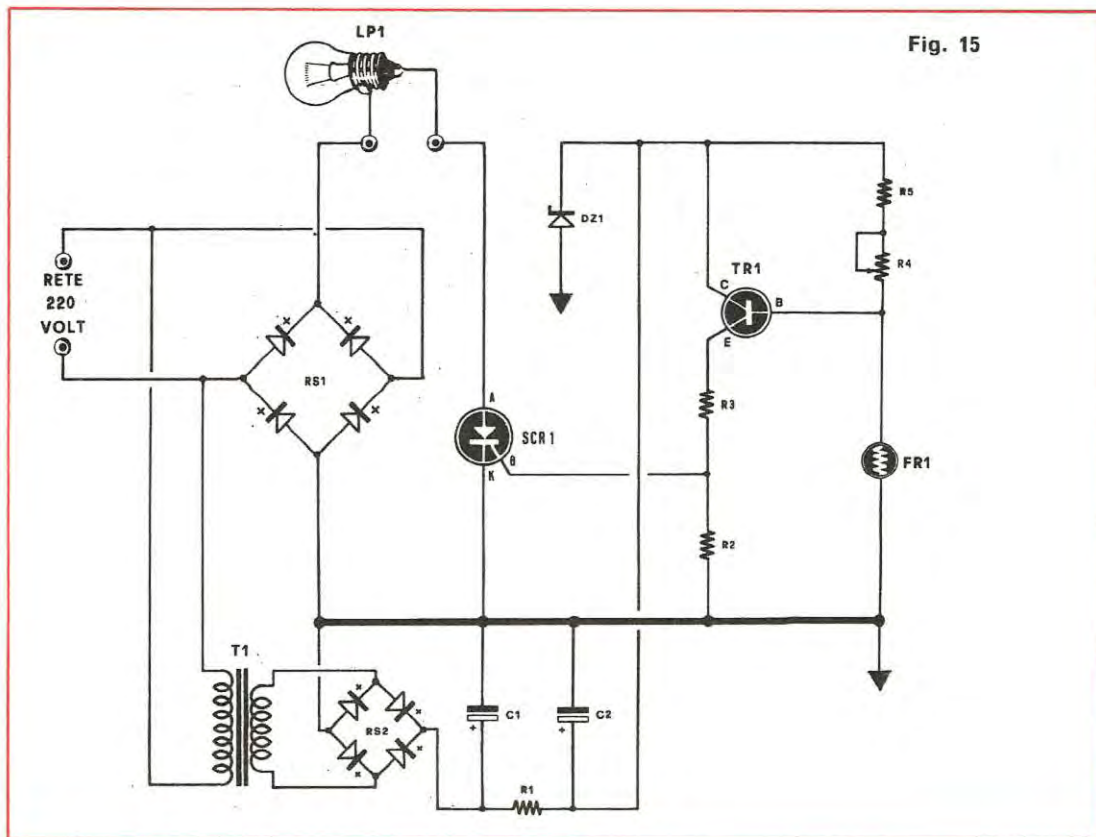 LP1
Fig. 15
RETE
220
VOLT
RS1
x
x
x
x
DZ1
R5
R4
TR1
C
B
E
R3
A
SCR1
B
K
FR1
R2
T1
RS2
x
x
x
x
C1
+
C2
+
R1